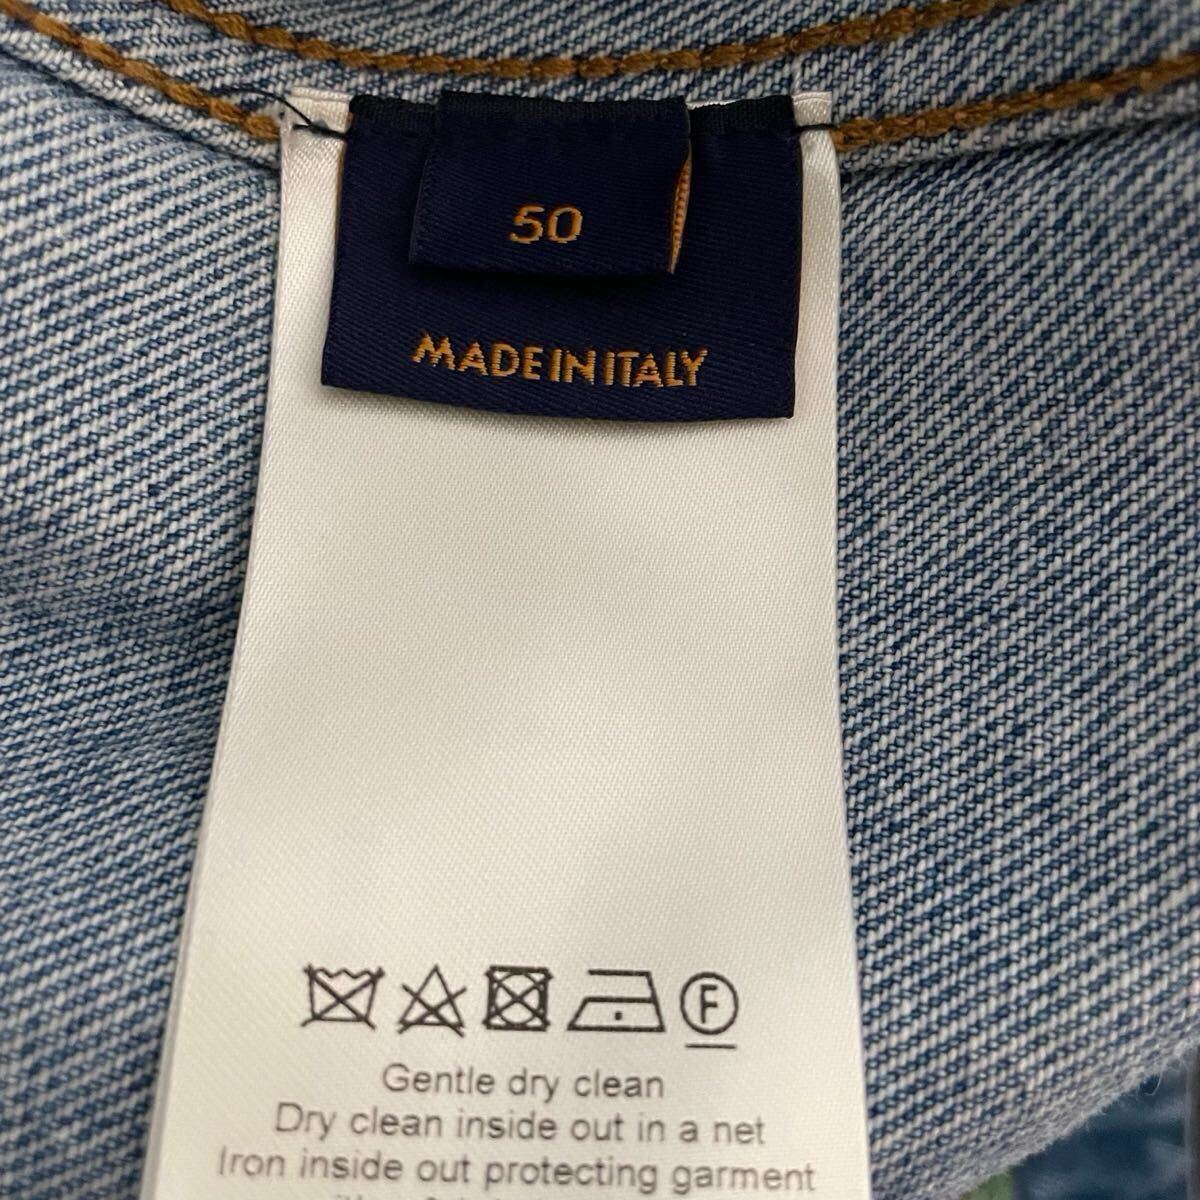 50
MADE IN ITALY
F
Gentle dry clean
Dry clean inside out in a net
Iron inside out protecting garment